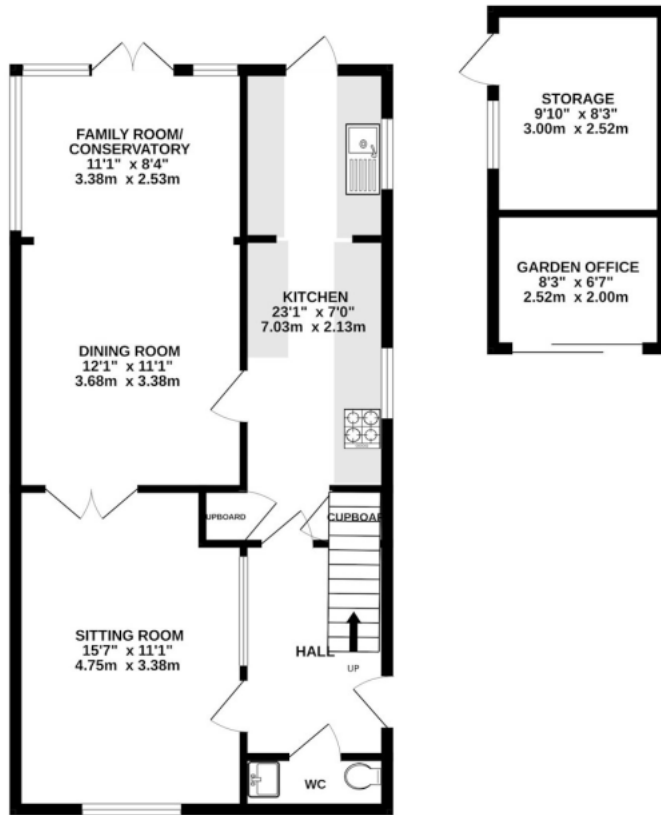 FAMILY ROOM/
CONSERVATORY
11'1" x 8'4"
3.38m x 2.53m
STORAGE
9'10" x 8'3"
3.00m x 2.52m
GARDEN OFFICE
8'3" x 6'7"
2.52m x 2.00m
KITCHEN
23'1" x 7'0"
7.03m x 2.13m
DINING ROOM
12'1" x 11'1"
3.68m x 3.38m
UPBOARD
CUPBOAR
SITTING ROOM
15'7" x 11'1"
4.75m x 3.38m
HALL
UP
WC